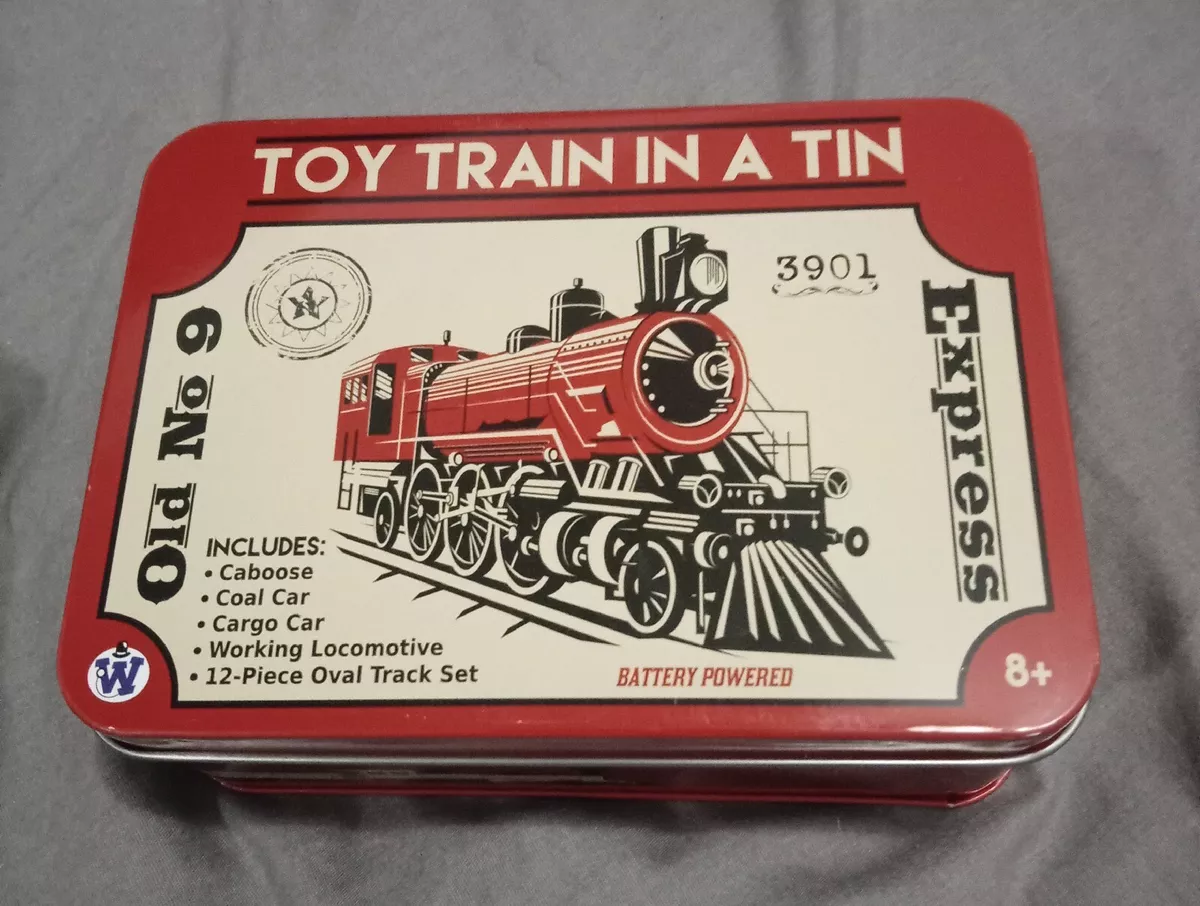 TOY TRAIN IN A TIN
3901
Old No 9
Express
INCLUDES:
• Caboose
• Coal Car
• Cargo Car
• Working Locomotive
• 12-Piece Oval Track Set
W
BATTERY POWERED
8+